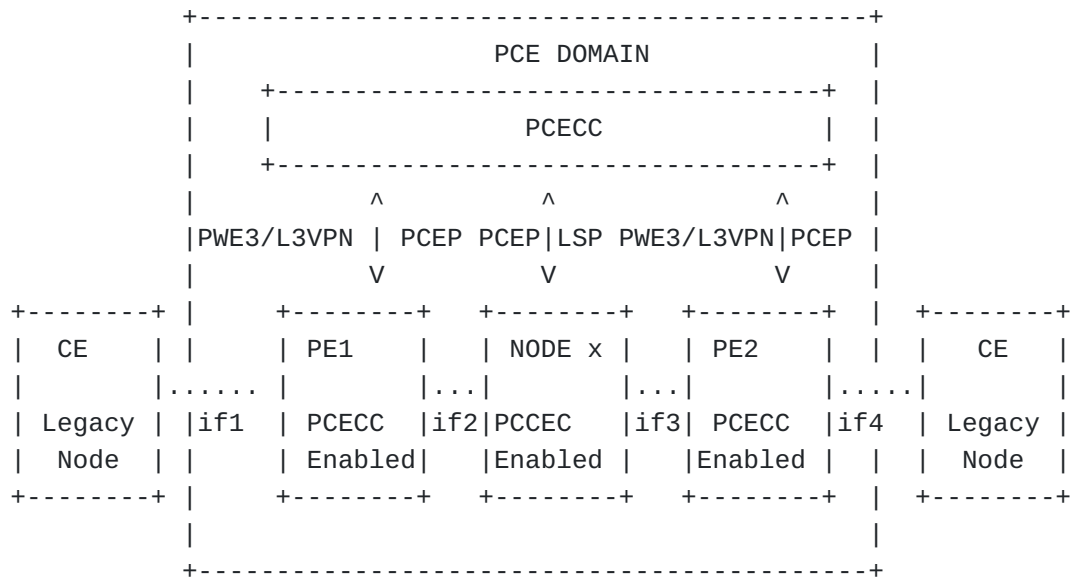 PCE DOMAIN
PCECC
^ ^ ^
PWE3/L3VPN | PCEP PCEP|LSP PWE3/L3VPN|PCEP
V V V
CE PE1 NODE x PE2 CE
...... ... ... .....
Legacy if1 PCECC if2 PCCEC if3 PCECC if4 Legacy
Node Enabled Enabled Enabled Node